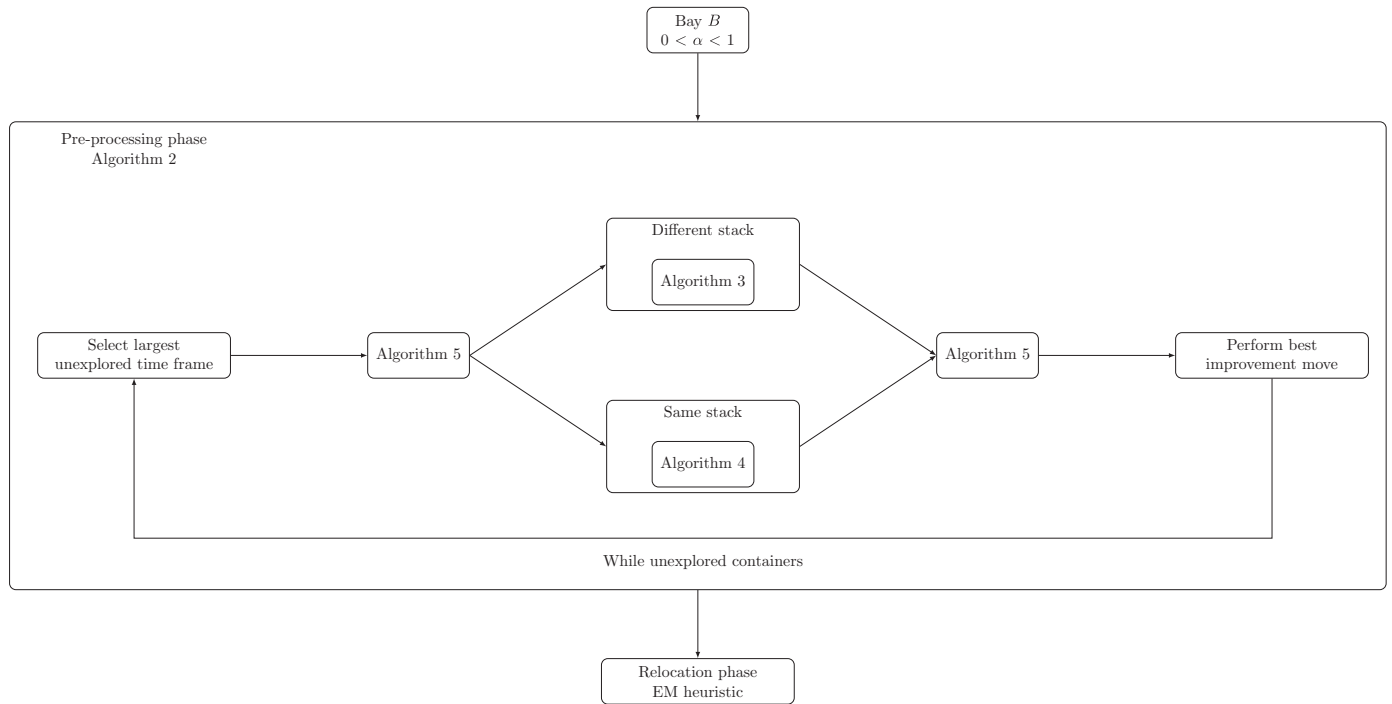 Bay B
0 < α < 1
Pre-processing phase
Algorithm 2
Different stack
Algorithm 3
Select largest
unexplored time frame
Algorithm 5
Algorithm 5
Perform best
improvement move
Same stack
Algorithm 4
While unexplored containers
Relocation phase
EM heuristic